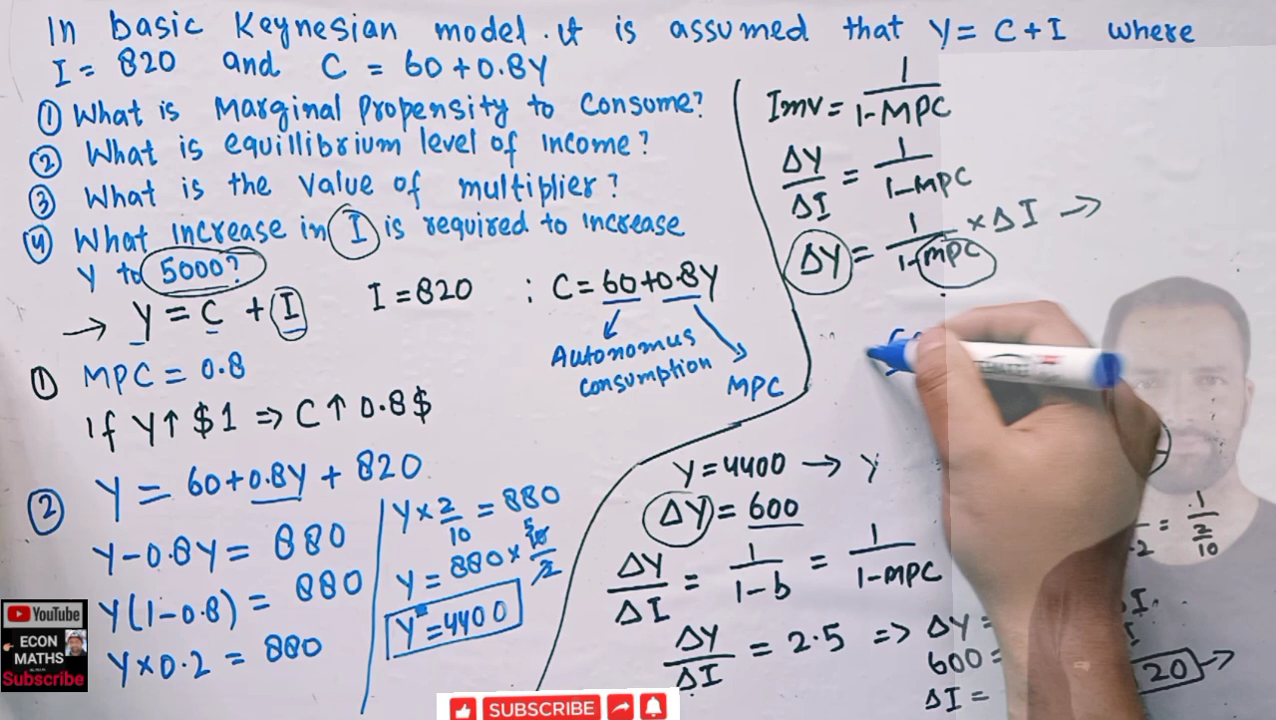 In basic Keynesian model. it is assumed that Y = C + I where
I = 820 and C = 60 + 0.8Y
① What is Marginal Propensity to Consume?
② What is equillibrium level of income?
③ What is the value of multiplier?
④ What increase in I is required to increase
Y to 5000?
→ Y = C + I I = 820 : C = 60 + 0.8Y
Autonomus
consumption
MPC
① MPC = 0.8
If Y↑ $1 ⇒ C↑ 0.8$
② Y = 60 + 0.8Y + 820
Y - 0.8Y = 880
Y(1 - 0.8) = 880
Y × 0.2 = 880
Y × 2/10 = 880
Y = 880 × 10/2 5
Y* = 4400
Imv = 1/1-MPC
ΔY/ΔI = 1/1-MPC
ΔY = 1/1-MPC × ΔI →
Y = 4400 → Y
ΔY = 600
ΔY/ΔI = 1/1-b = 1/1-MPC
ΔY/ΔI = 2.5 ⇒ ΔY =
600 =
ΔI = 20 →
= 1/2/10
YouTube
ECON
MATHS
Subscribe
SUBSCRIBE